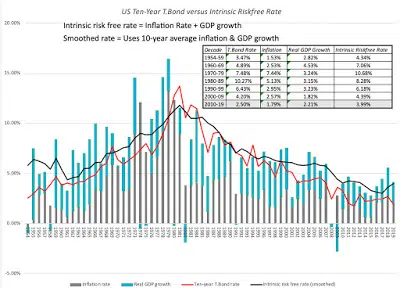 US Ten-Year T.Bond versus Intrinsic Riskfree Rate
Intrinsic risk free rate = Inflation Rate + GDP growth
Smoothed rate = Uses 10-year average inflation & GDP growth
Decade T.Bond Rate Inflation Real GDP Growth Intrinsic Riskfree Rate
1954-59 3.47% 1.53% 2.82% 4.34%
1960-69 4.89% 2.53% 4.53% 7.06%
1970-79 7.48% 7.44% 3.24% 10.68%
1980-89 10.27% 5.13% 3.15% 8.28%
1990-99 6.43% 2.95% 3.23% 6.18%
2000-09 4.20% 2.57% 1.82% 4.39%
2010-19 2.50% 1.79% 2.21% 3.99%
20.00%
15.00%
10.00%
5.00%
0.00%
-5.00%
Inflation rate Real GDP growth Ten-year T.Bond rate Intrinsic risk free rate (smoothed)